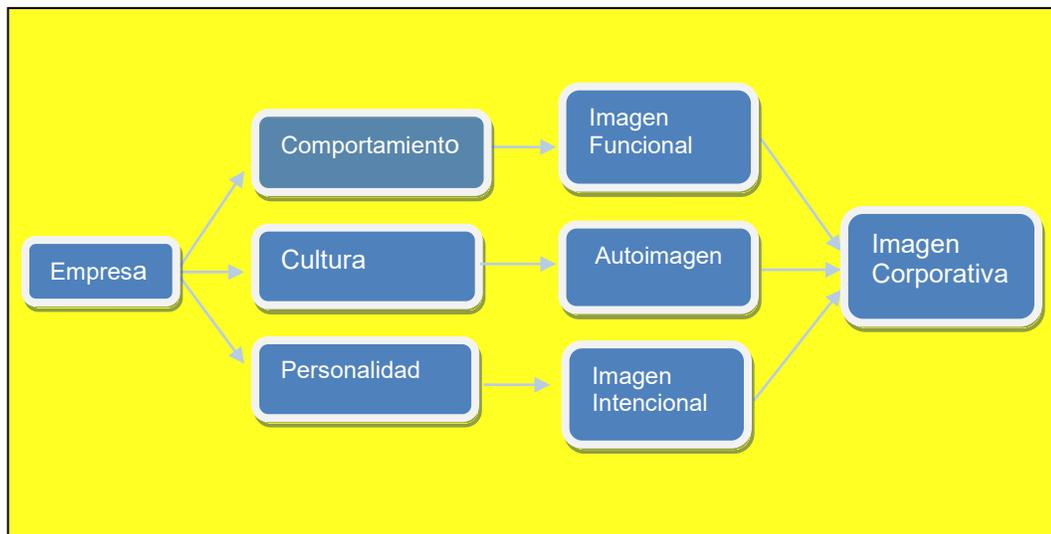 Empresa
Comportamiento
Cultura
Personalidad
Imagen
Funcional
Autoimagen
Imagen
Intencional
Imagen
Corporativa